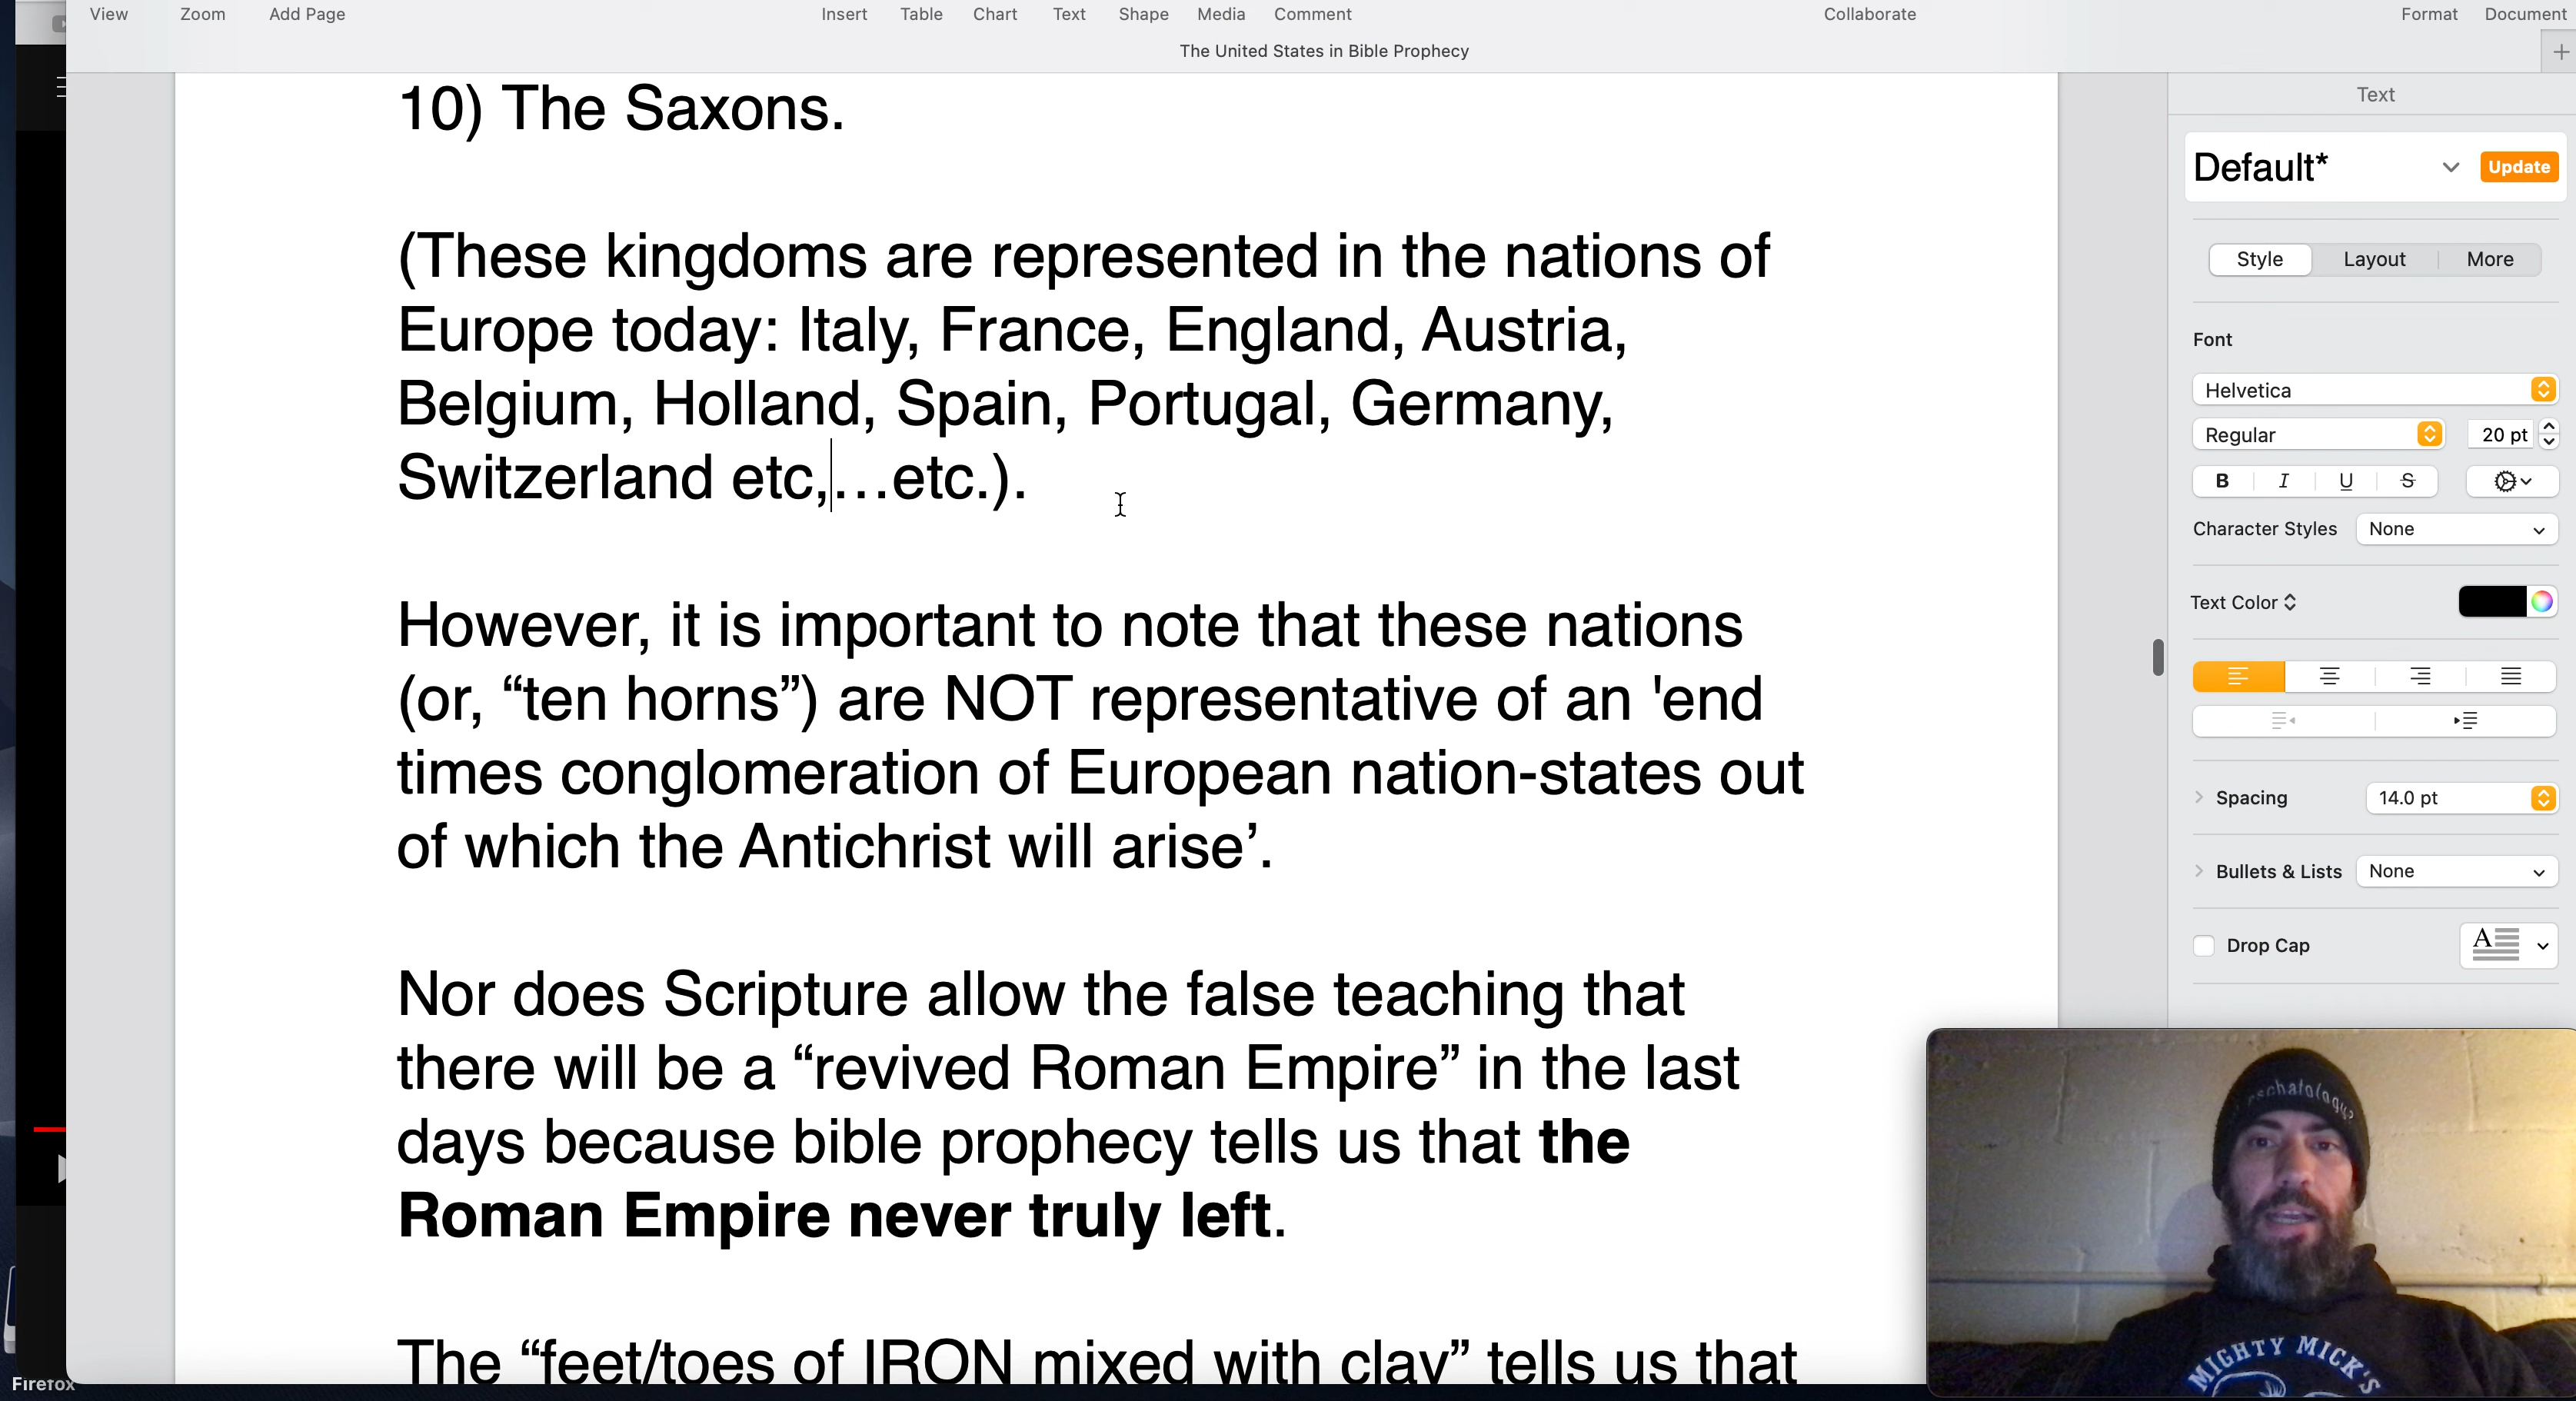 View Zoom Add Page Insert Table Chart Text Shape Media Comment Collaborate Format Document
The United States in Bible Prophecy
10) The Saxons.
(These kingdoms are represented in the nations of
Europe today: Italy, France, England, Austria,
Belgium, Holland, Spain, Portugal, Germany,
Switzerland etc,…etc.).
However, it is important to note that these nations
(or, “ten horns”) are NOT representative of an 'end
times conglomeration of European nation-states out
of which the Antichrist will arise’.
Nor does Scripture allow the false teaching that
there will be a “revived Roman Empire” in the last
days because bible prophecy tells us that the
Roman Empire never truly left.
The “feet/toes of IRON mixed with clay” tells us that
Text
Default*
Update
Style Layout More
Font
Helvetica
Regular 20 pt
B I U S
Character Styles None
Text Color
Spacing 14.0 pt
Bullets & Lists None
Drop Cap A
MIGHTY MICK'S
Firefox